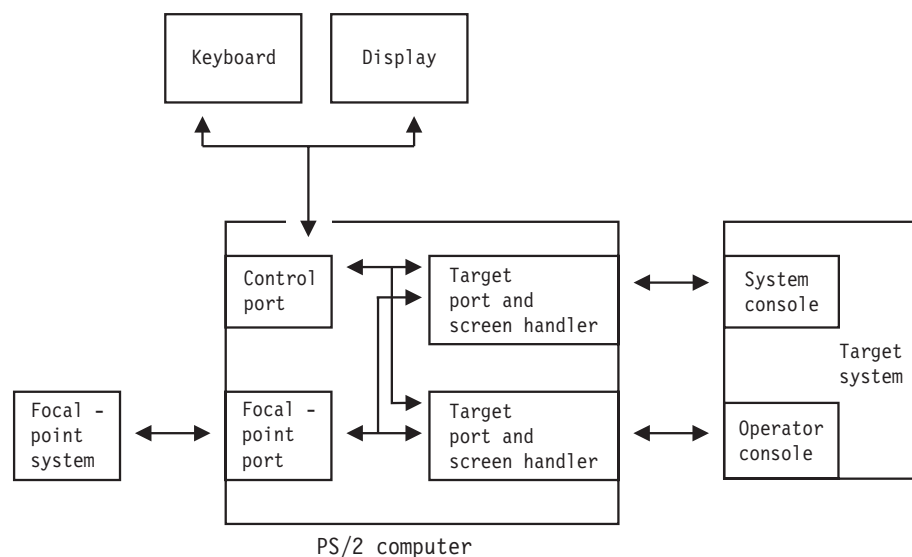 Keyboard
Display
Control
port
Target
port and
screen handler
System
console
Target
system
Focal -
point
system
Focal -
point
port
Target
port and
screen handler
Operator
console
PS/2 computer